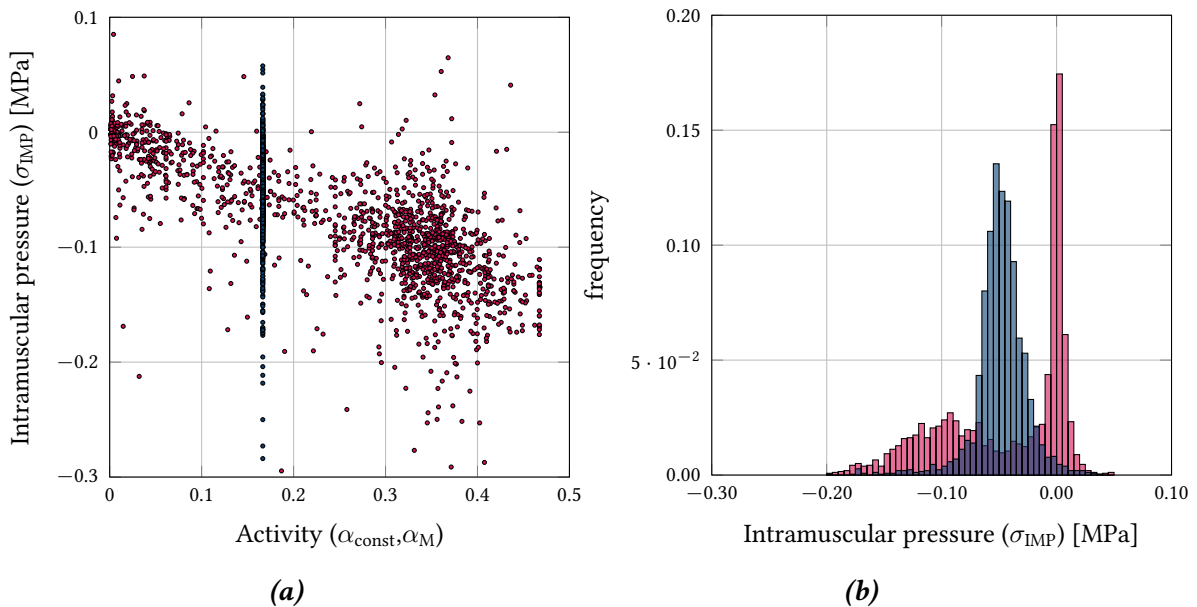 0.1
0
−0.1
−0.2
−0.3
0
0.1
0.2
0.3
0.4
0.5
Intramuscular pressure (σIMP) [MPa]
Activity (αconst,αM)
(a)
0.20
0.15
0.10
5 · 10−2
0.00
−0.30
−0.20
−0.10
0.00
0.10
frequency
Intramuscular pressure (σIMP) [MPa]
(b)